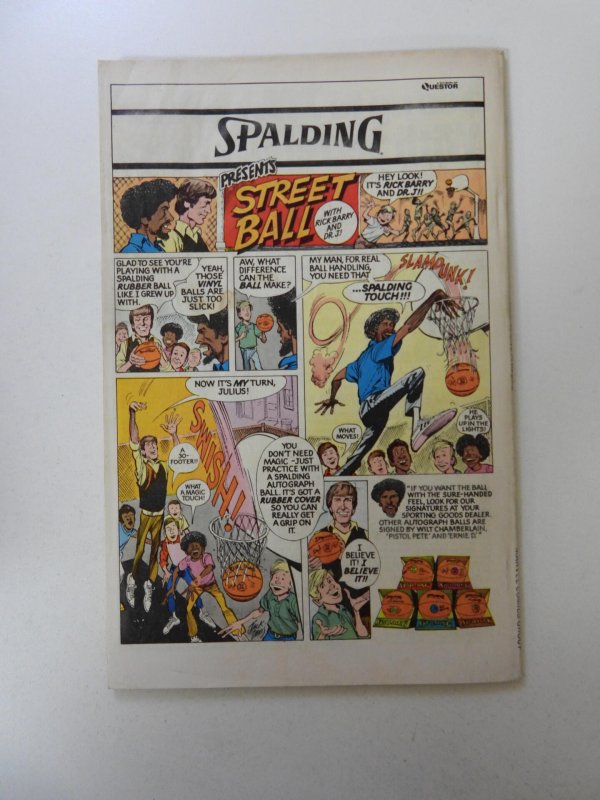 QUESTOR
SPALDING
PRESENTS
STREET
BALL
WITH
RICK BARRY
AND
DR. J!
HEY LOOK!
IT'S RICK BARRY
AND DR. J!!
GLAD TO SEE YOU'RE
PLAYING WITH A
SPALDING
RUBBER BALL
LIKE I GREW UP
WITH.
YEAH,
THOSE
VINYL
BALLS ARE
JUST TOO
SLICK!
AW, WHAT
DIFFERENCE
CAN THE
BALL MAKE?
MY MAN, FOR REAL
BALL HANDLING,
YOU NEED THAT
...SPALDING
TOUCH!!!
SLAM DUNK!
WHAT
MOVES!
HE
PLAYS
UP IN THE
LIGHTS!
NOW IT'S MY TURN,
JULIUS!
A
30-
FOOTER!!
WHAT
A MAGIC
TOUCH!
SWISH!
YOU
DON'T NEED
MAGIC - JUST
PRACTICE WITH
A SPALDING
AUTOGRAPH
BALL. IT'S GOT A
RUBBER COVER
SO YOU CAN
REALLY GET
A GRIP ON
IT.
I
BELIEVE
IT! I
BELIEVE
IT!!
"IF YOU WANT THE BALL
WITH THE SURE-HANDED
FEEL, LOOK FOR OUR
SIGNATURES AT YOUR
SPORTING GOODS DEALER.
OTHER AUTOGRAPH BALLS ARE
SIGNED BY WILT CHAMBERLAIN,
'PISTOL PETE' AND 'ERNIE D.'"